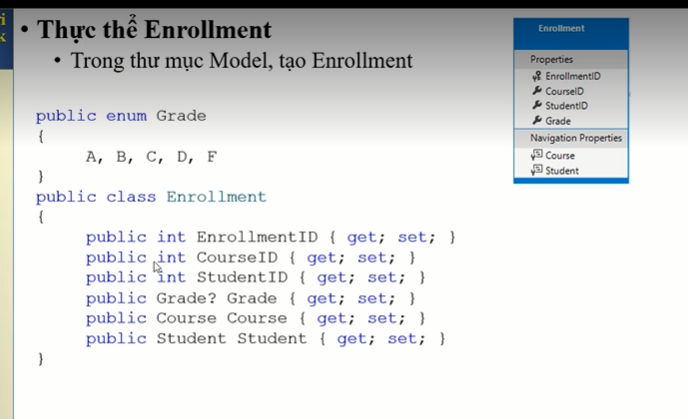 • Thực thể Enrollment
• Trong thư mục Model, tạo Enrollment
public enum Grade
{
A, B, C, D, F
}
public class Enrollment
{
public int EnrollmentID { get; set; }
public int CourseID { get; set; }
public int StudentID { get; set; }
public Grade? Grade { get; set; }
public Course Course { get; set; }
public Student Student { get; set; }
}
Enrollment
Properties
EnrollmentID
CourseID
StudentID
Grade
Navigation Properties
Course
Student